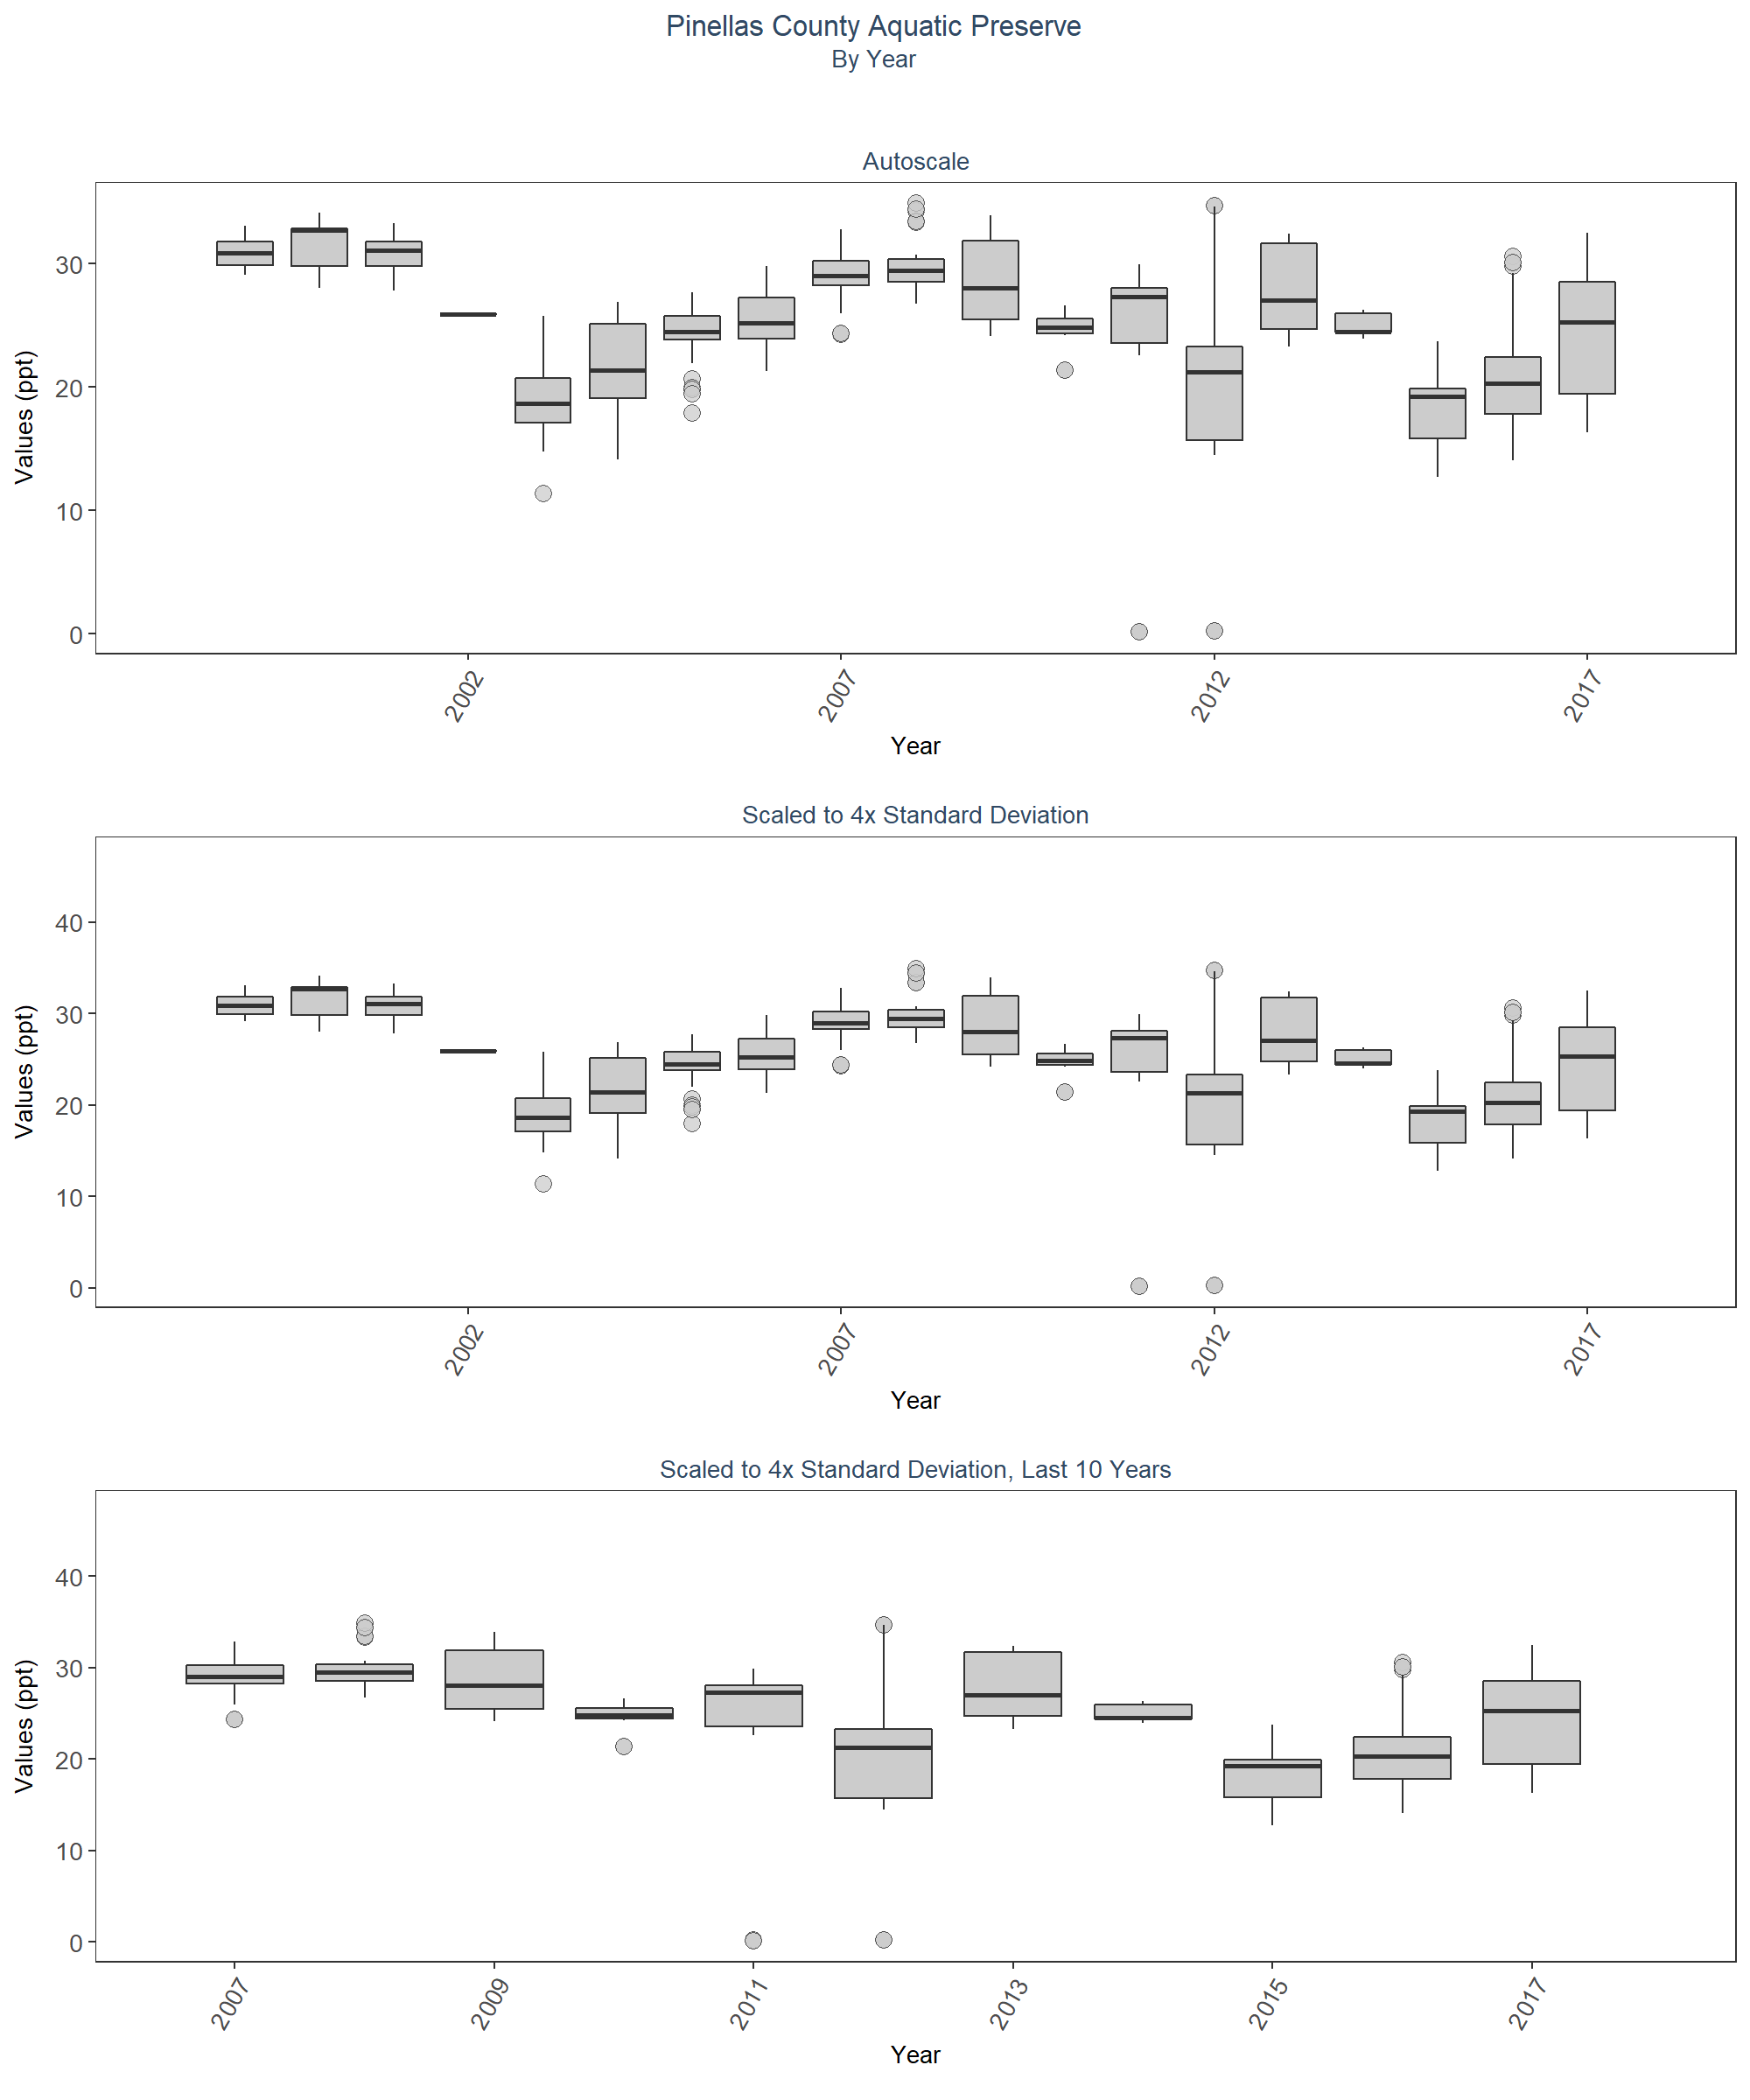 Pinellas County Aquatic Preserve
By Year
Autoscale
Values (ppt)
30
20
10
0
2002
2007
2012
2017
Year
Scaled to 4x Standard Deviation
Values (ppt)
40
30
20
10
0
2002
2007
2012
2017
Year
Scaled to 4x Standard Deviation, Last 10 Years
Values (ppt)
40
30
20
10
0
2007
2009
2011
2013
2015
2017
Year